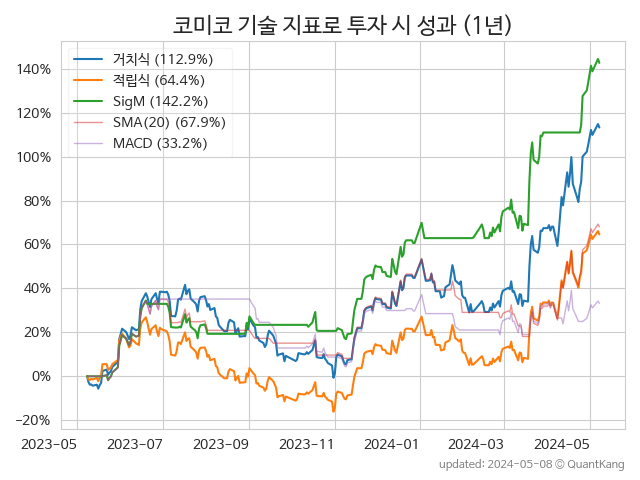 코미코 기술 지표로 투자 시 성과 (1년)
거치식 (112.9%)
적립식 (64.4%)
SigM (142.2%)
SMA(20) (67.9%)
MACD (33.2%)
140%
120%
100%
80%
60%
40%
20%
0%
−20%
2023−05 2023−07 2023−09 2023−11 2024−01 2024−03 2024−05
updated: 2024-05-08 ⓒ QuantKang